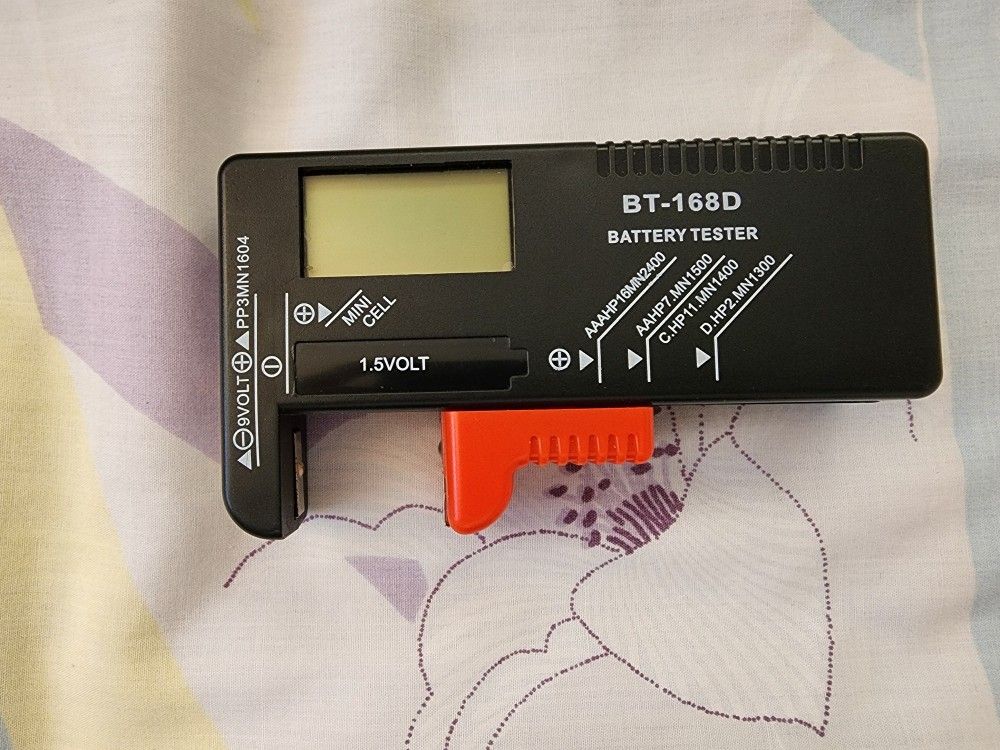 BT-168D
BATTERY TESTER
AAAHP16MN2400
AAHP7.MN1500
C.HP11.MN1400
D.HP2.MN1300
MINI
CELL
1.5VOLT
⊖9VOLT⊕ PP3MN1604